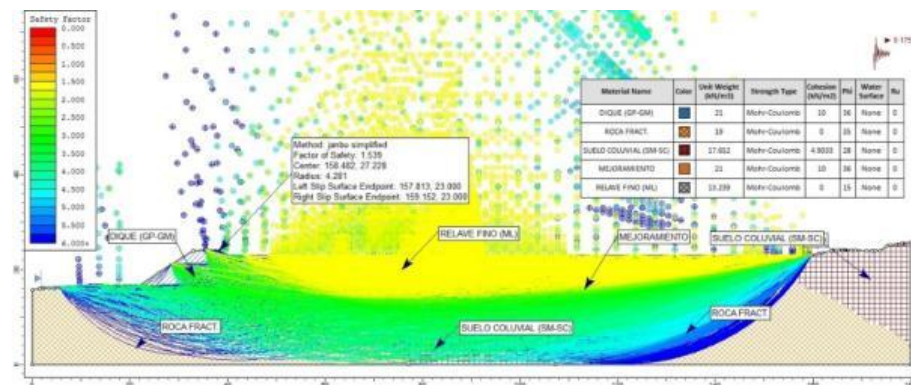 Safety Factor
0.000
0.500
1.000
1.500
2.000
2.500
3.000
3.500
4.000
4.500
5.000
5.500
6.000+
Method: janbu simplified
Factor of Safety: 1.539
Center: 158.482, 27.228
Radius: 4.281
Left Slip Surface Endpoint: 157.813, 23.000
Right Slip Surface Endpoint: 159.152, 23.000
Material Name Color Unit Weight (kN/m3) Strength Type Cohesion (kN/m2) Phi Water Surface Ru
DIQUE (GP-GM) 21 Mohr-Coulomb 10 36 None 0
ROCA FRACT. 19 Mohr-Coulomb 0 35 None 0
SUELO COLUVIAL (SM-SC) 17.652 Mohr-Coulomb 4.9033 28 None 0
MEJORAMIENTO 21 Mohr-Coulomb 10 36 None 0
RELAVE FINO (ML) 13.239 Mohr-Coulomb 0 15 None 0
DIQUE (GP-GM)
RELAVE FINO (ML)
MEJORAMIENTO
SUELO COLUVIAL (SM-SC)
ROCA FRACT.
SUELO COLUVIAL (SM-SC)
ROCA FRACT.